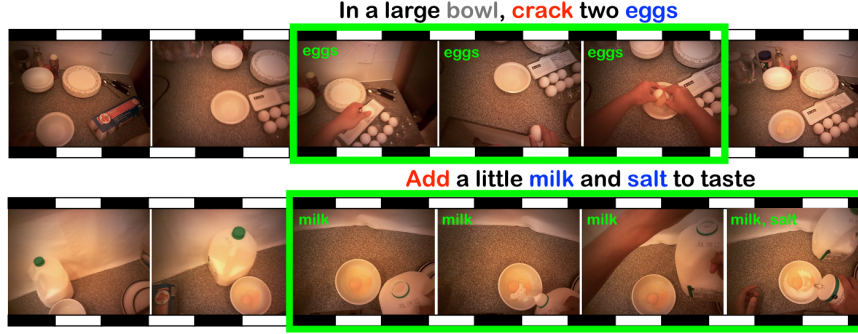 In a large bowl, crack two eggs
eggs eggs eggs
Add a little milk and salt to taste
milk milk milk milk, salt